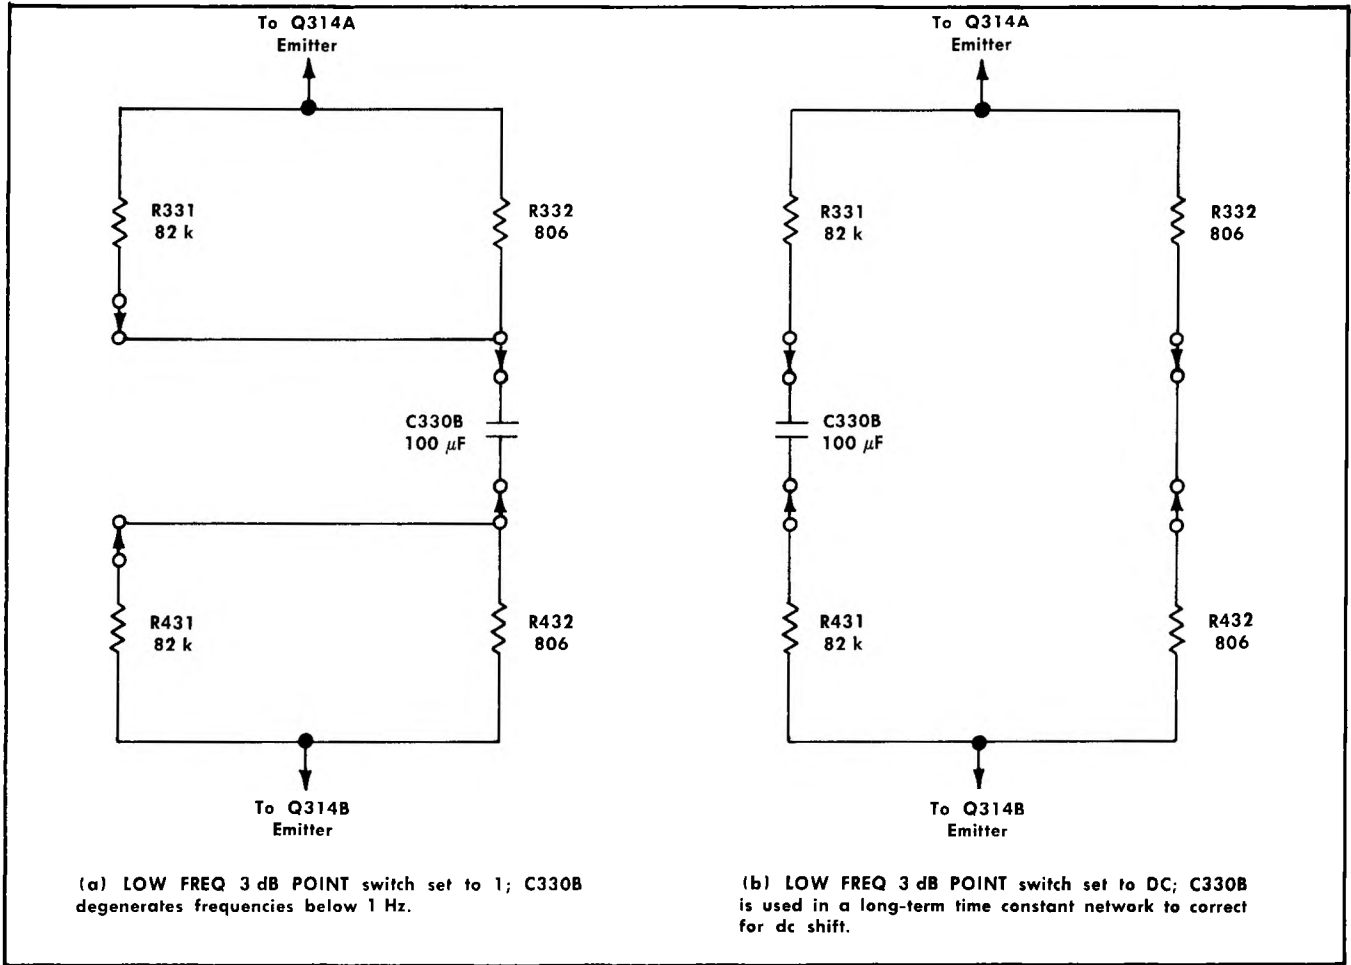 To Q314A
Emitter
R331
82 k
R332
806
C330B
100 μF
R431
82 k
R432
806
To Q314B
Emitter
(a) LOW FREQ 3 dB POINT switch set to 1; C330B
degenerates frequencies below 1 Hz.
To Q314A
Emitter
R331
82 k
R332
806
C330B
100 μF
R431
82 k
R432
806
To Q314B
Emitter
(b) LOW FREQ 3 dB POINT switch set to DC; C330B
is used in a long-term time constant network to correct
for dc shift.